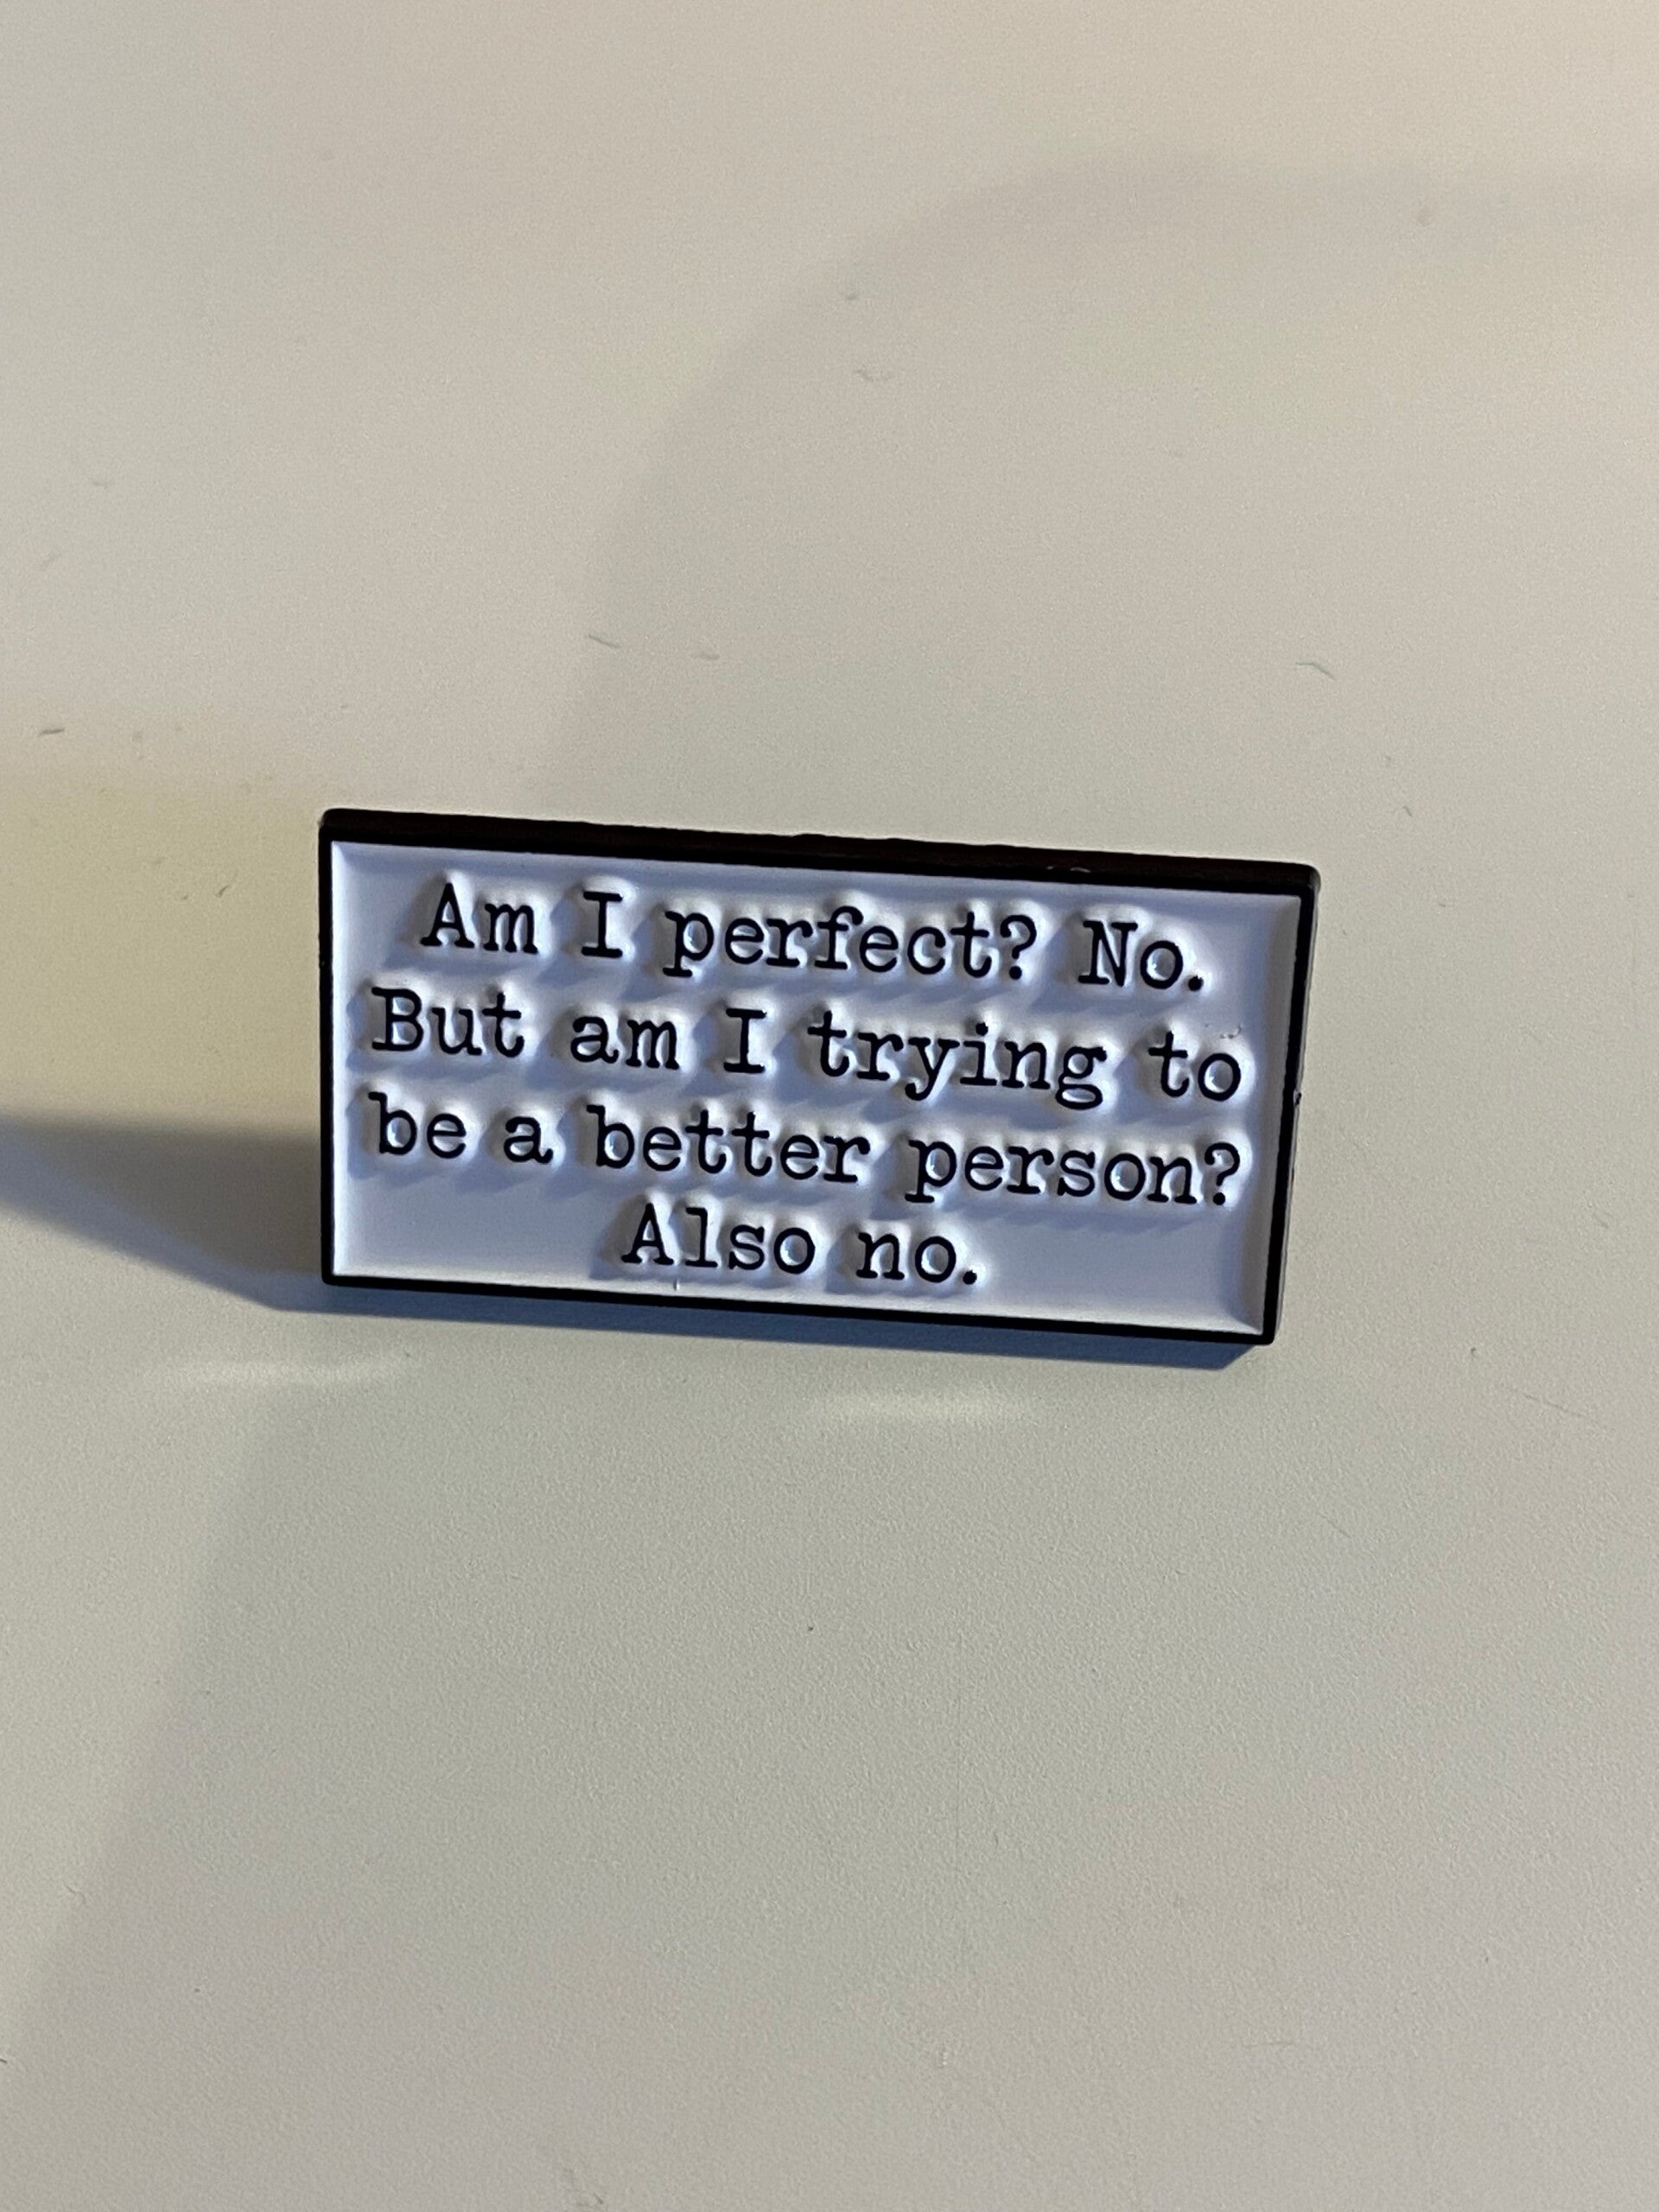 Am I perfect? No.
But am I trying to
be a better person?
Also no.